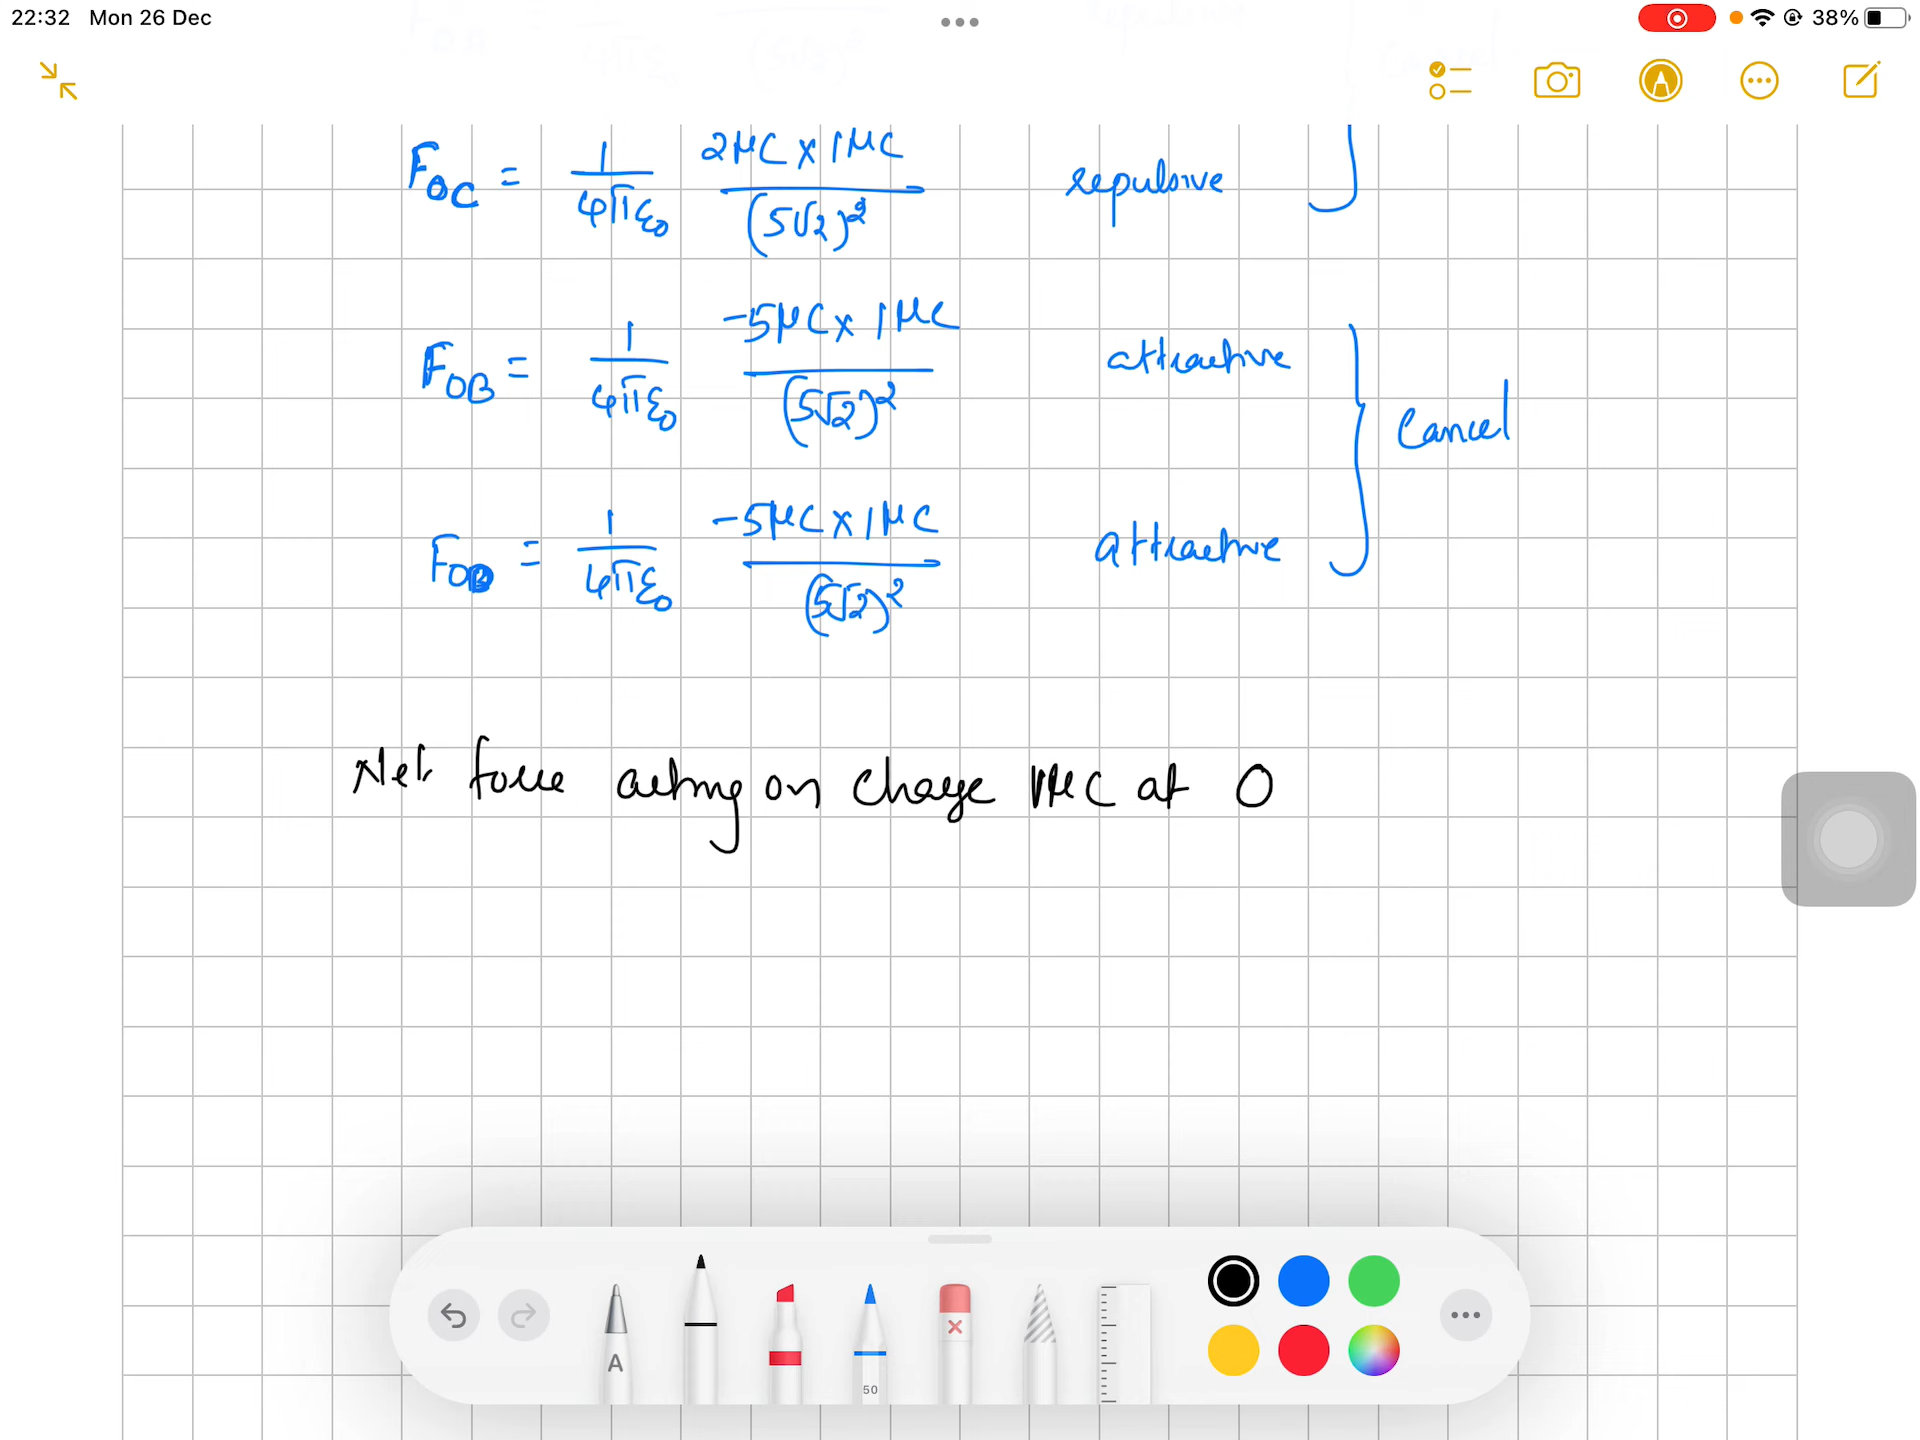 22:32 Mon 26 Dec 38%
F_OC = 1/4πε₀ 2μC × 1μC/(5√2)² repulsive
F_OB = 1/4πε₀ -5μC × 1μC/(5√2)² attractive
Cancel
F_OD = 1/4πε₀ -5μC × 1μC/(5√2)² attractive
Net force acting on charge 1μC at O
A
50